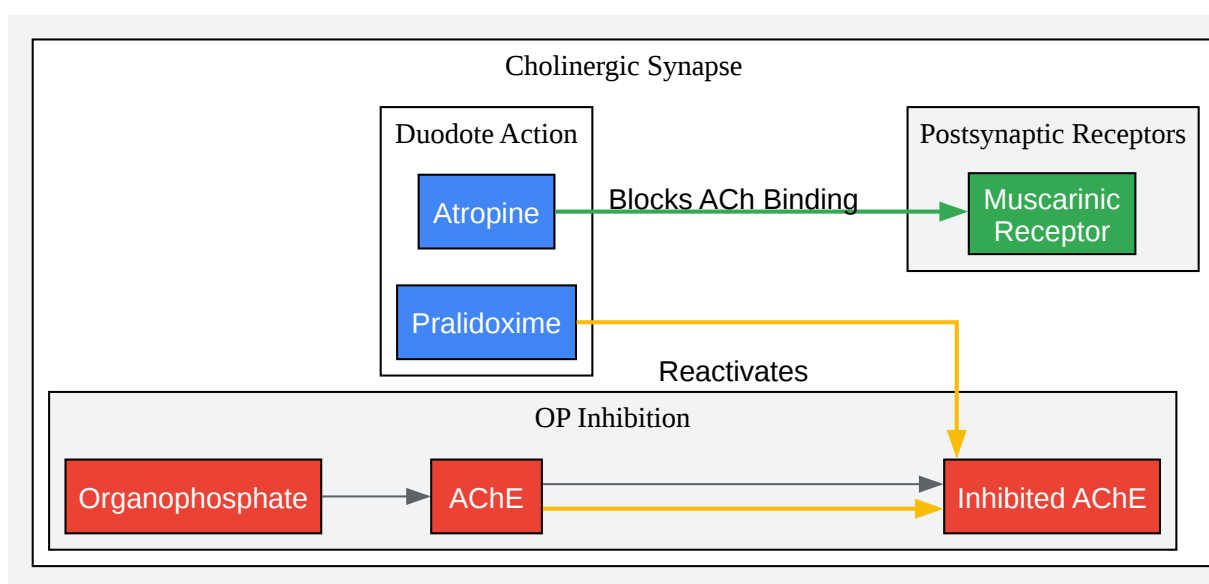 Cholinergic Synapse
Duodote Action
Postsynaptic Receptors
Atropine
Blocks ACh Binding
Muscarinic
Receptor
Pralidoxime
Reactivates
OP Inhibition
Organophosphate
AChE
Inhibited AChE